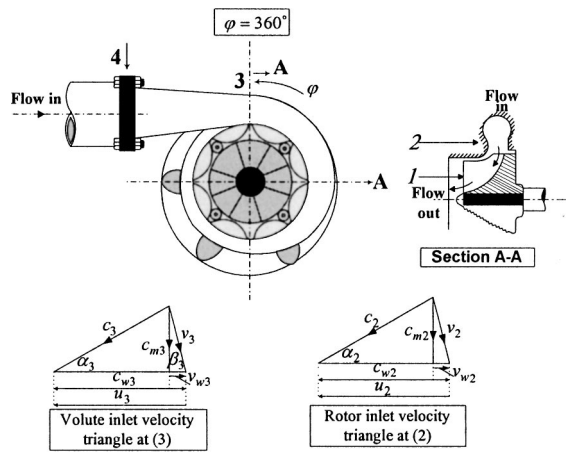 φ = 360°
4
3
A
φ
Flow in
A
Flow
in
2
1
Flow
out
Section A-A
c3
v3
cm3
α3
β3
cw3
vw3
u3
Volute inlet velocity
triangle at (3)
c2
v2
cm2
α2
cw2
vw2
u2
Rotor inlet velocity
triangle at (2)